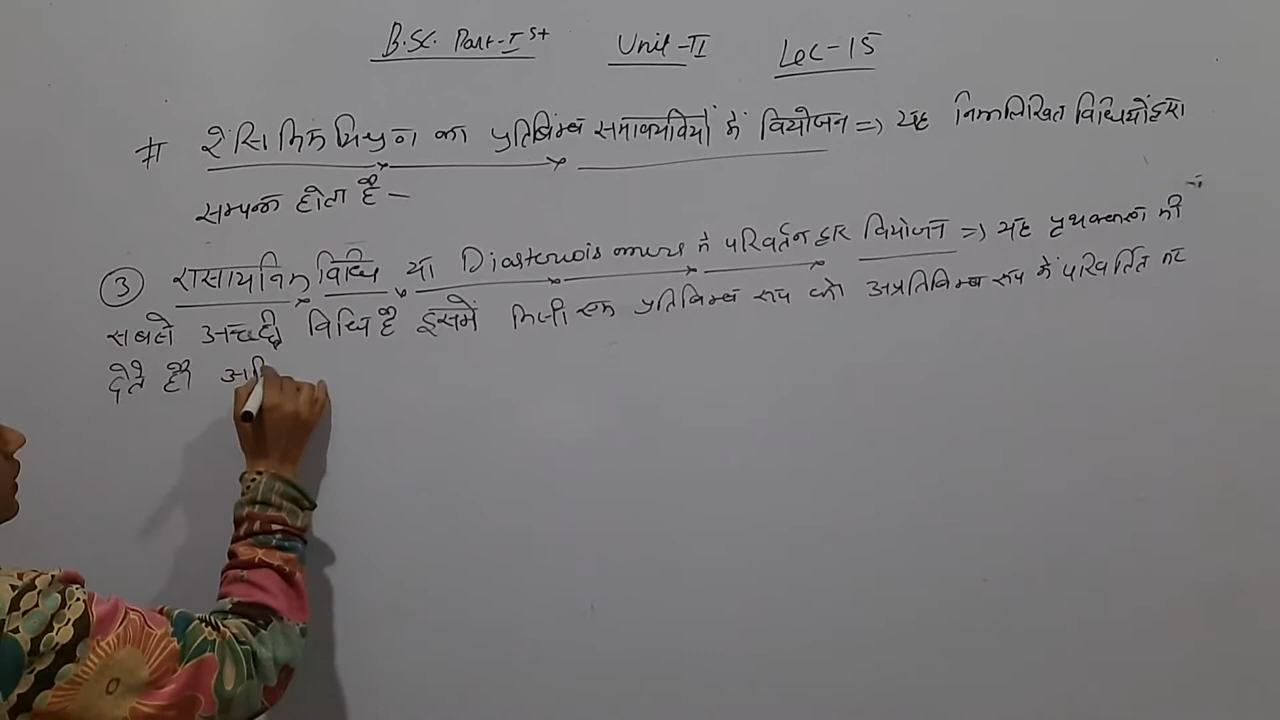 B.Sc. Part-Ist Unit-II Lec-15
# रेसिमिक मिश्रण का प्रतिबिम्ब समावयवियों में वियोजन => यह निम्नलिखित विधियों द्वारा
सम्पन्न होता है -
③ रासायनिक विधि या Diastereoisomers में परिवर्तन द्वारा वियोजन => यह पृथक्करण की
सबसे अच्छी विधि है इसमें किसी एक प्रतिबिम्ब रूप को अप्रतिबिम्ब रूप में परिवर्तित कर
देते हैं